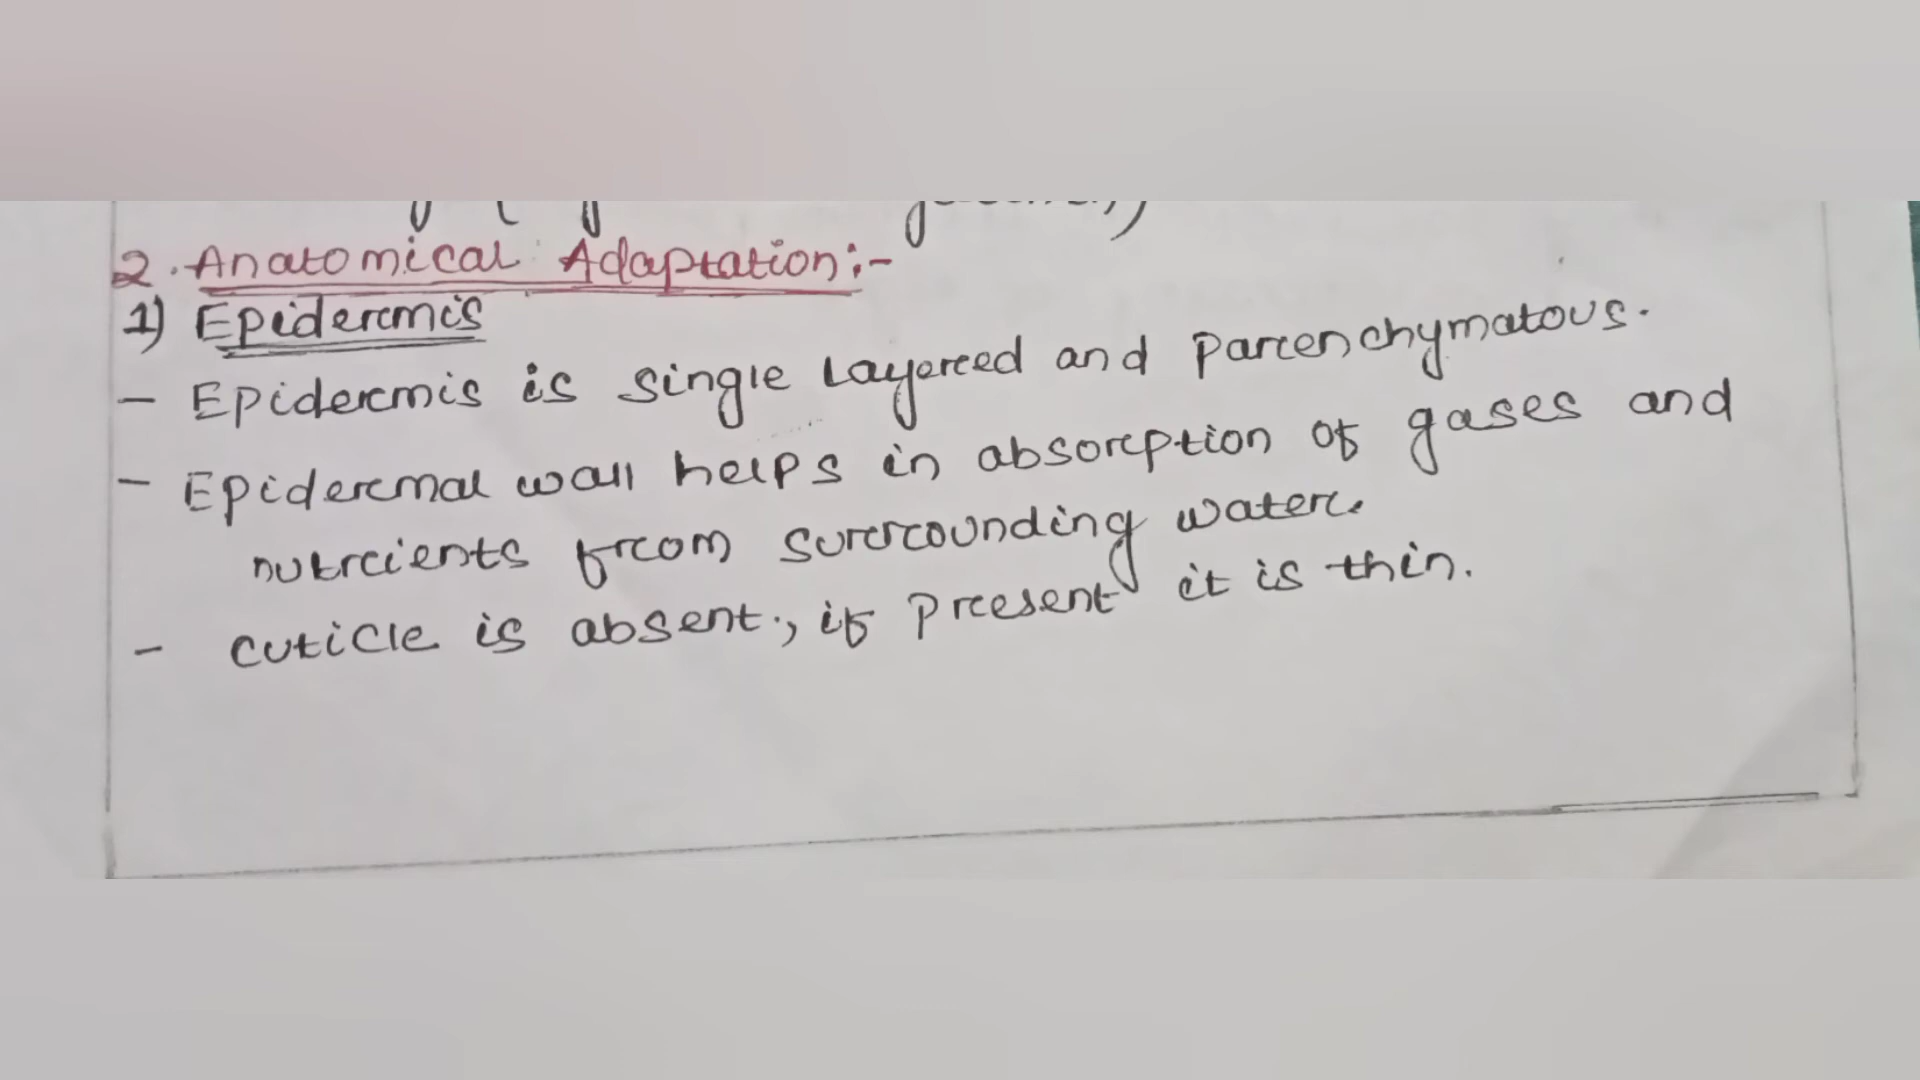 2. Anatomical Adaptation:-
1) Epidermis
- Epidermis is single layered and parenchymatous.
- Epidermal wall helps in absorption of gases and
nutrients from surrounding water.
- cuticle is absent., if present it is thin.